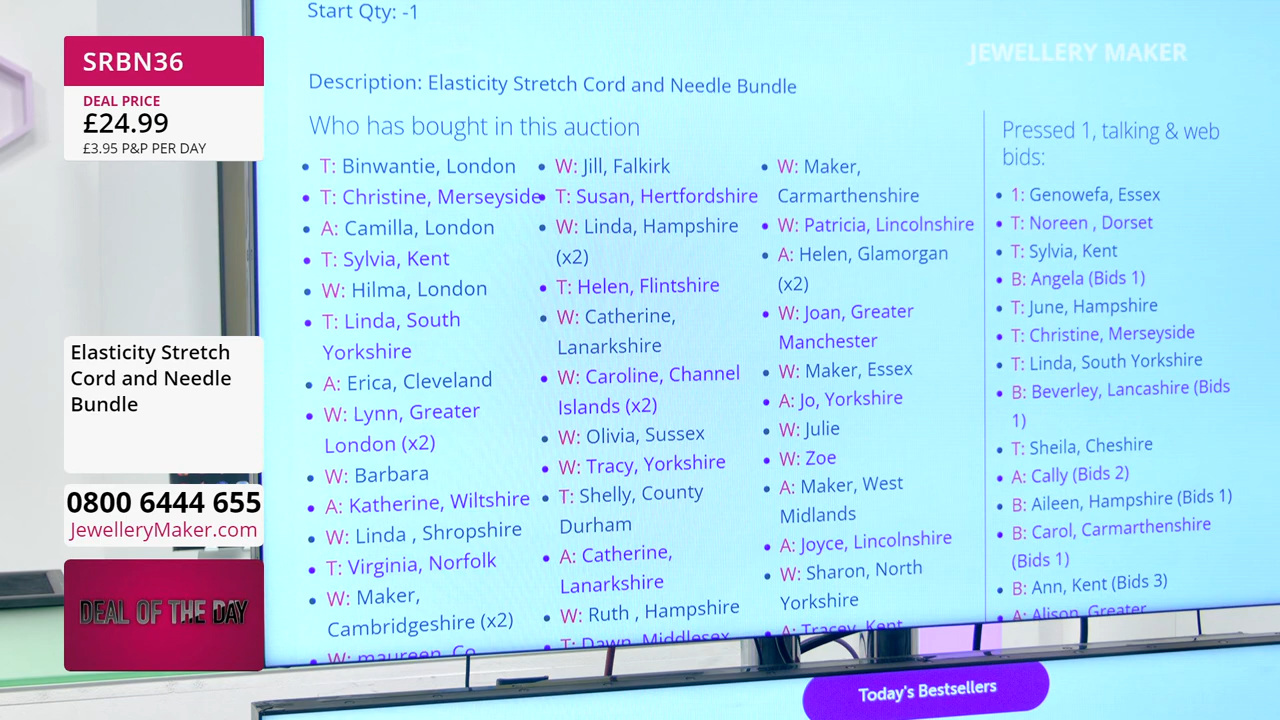 SRBN36
DEAL PRICE
£24.99
£3.95 P&P PER DAY
Elasticity Stretch
Cord and Needle
Bundle
0800 6444 655
JewelleryMaker.com
DEAL OF THE DAY
JEWELLERY MAKER
Start Qty: -1
Description: Elasticity Stretch Cord and Needle Bundle
Who has bought in this auction
T: Binwantie, London
T: Christine, Merseyside
A: Camilla, London
T: Sylvia, Kent
W: Hilma, London
T: Linda, South
Yorkshire
A: Erica, Cleveland
W: Lynn, Greater
London (x2)
W: Barbara
A: Katherine, Wiltshire
W: Linda , Shropshire
T: Virginia, Norfolk
W: Maker,
Cambridgeshire (x2)
W: maureen, Co
W: Jill, Falkirk
T: Susan, Hertfordshire
W: Linda, Hampshire
(x2)
T: Helen, Flintshire
W: Catherine,
Lanarkshire
W: Caroline, Channel
Islands (x2)
W: Olivia, Sussex
W: Tracy, Yorkshire
T: Shelly, County
Durham
A: Catherine,
Lanarkshire
W: Ruth , Hampshire
T: Dawn, Middlesex
W: Maker,
Carmarthenshire
W: Patricia, Lincolnshire
A: Helen, Glamorgan
(x2)
W: Joan, Greater
Manchester
W: Maker, Essex
A: Jo, Yorkshire
W: Julie
W: Zoe
A: Maker, West
Midlands
A: Joyce, Lincolnshire
W: Sharon, North
Yorkshire
A: Tracey, Kent
Pressed 1, talking & web
bids:
1: Genowefa, Essex
T: Noreen , Dorset
T: Sylvia, Kent
B: Angela (Bids 1)
T: June, Hampshire
T: Christine, Merseyside
T: Linda, South Yorkshire
B: Beverley, Lancashire (Bids
1)
T: Sheila, Cheshire
A: Cally (Bids 2)
B: Aileen, Hampshire (Bids 1)
B: Carol, Carmarthenshire
(Bids 1)
B: Ann, Kent (Bids 3)
A: Alison, Greater
Today's Bestsellers